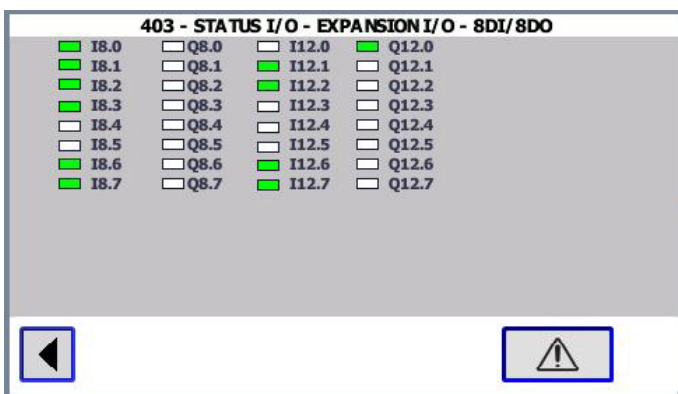 403 - STATUS I/O - EXPANSION I/O - 8DI/8DO
I8.0 Q8.0 I12.0 Q12.0
I8.1 Q8.1 I12.1 Q12.1
I8.2 Q8.2 I12.2 Q12.2
I8.3 Q8.3 I12.3 Q12.3
I8.4 Q8.4 I12.4 Q12.4
I8.5 Q8.5 I12.5 Q12.5
I8.6 Q8.6 I12.6 Q12.6
I8.7 Q8.7 I12.7 Q12.7